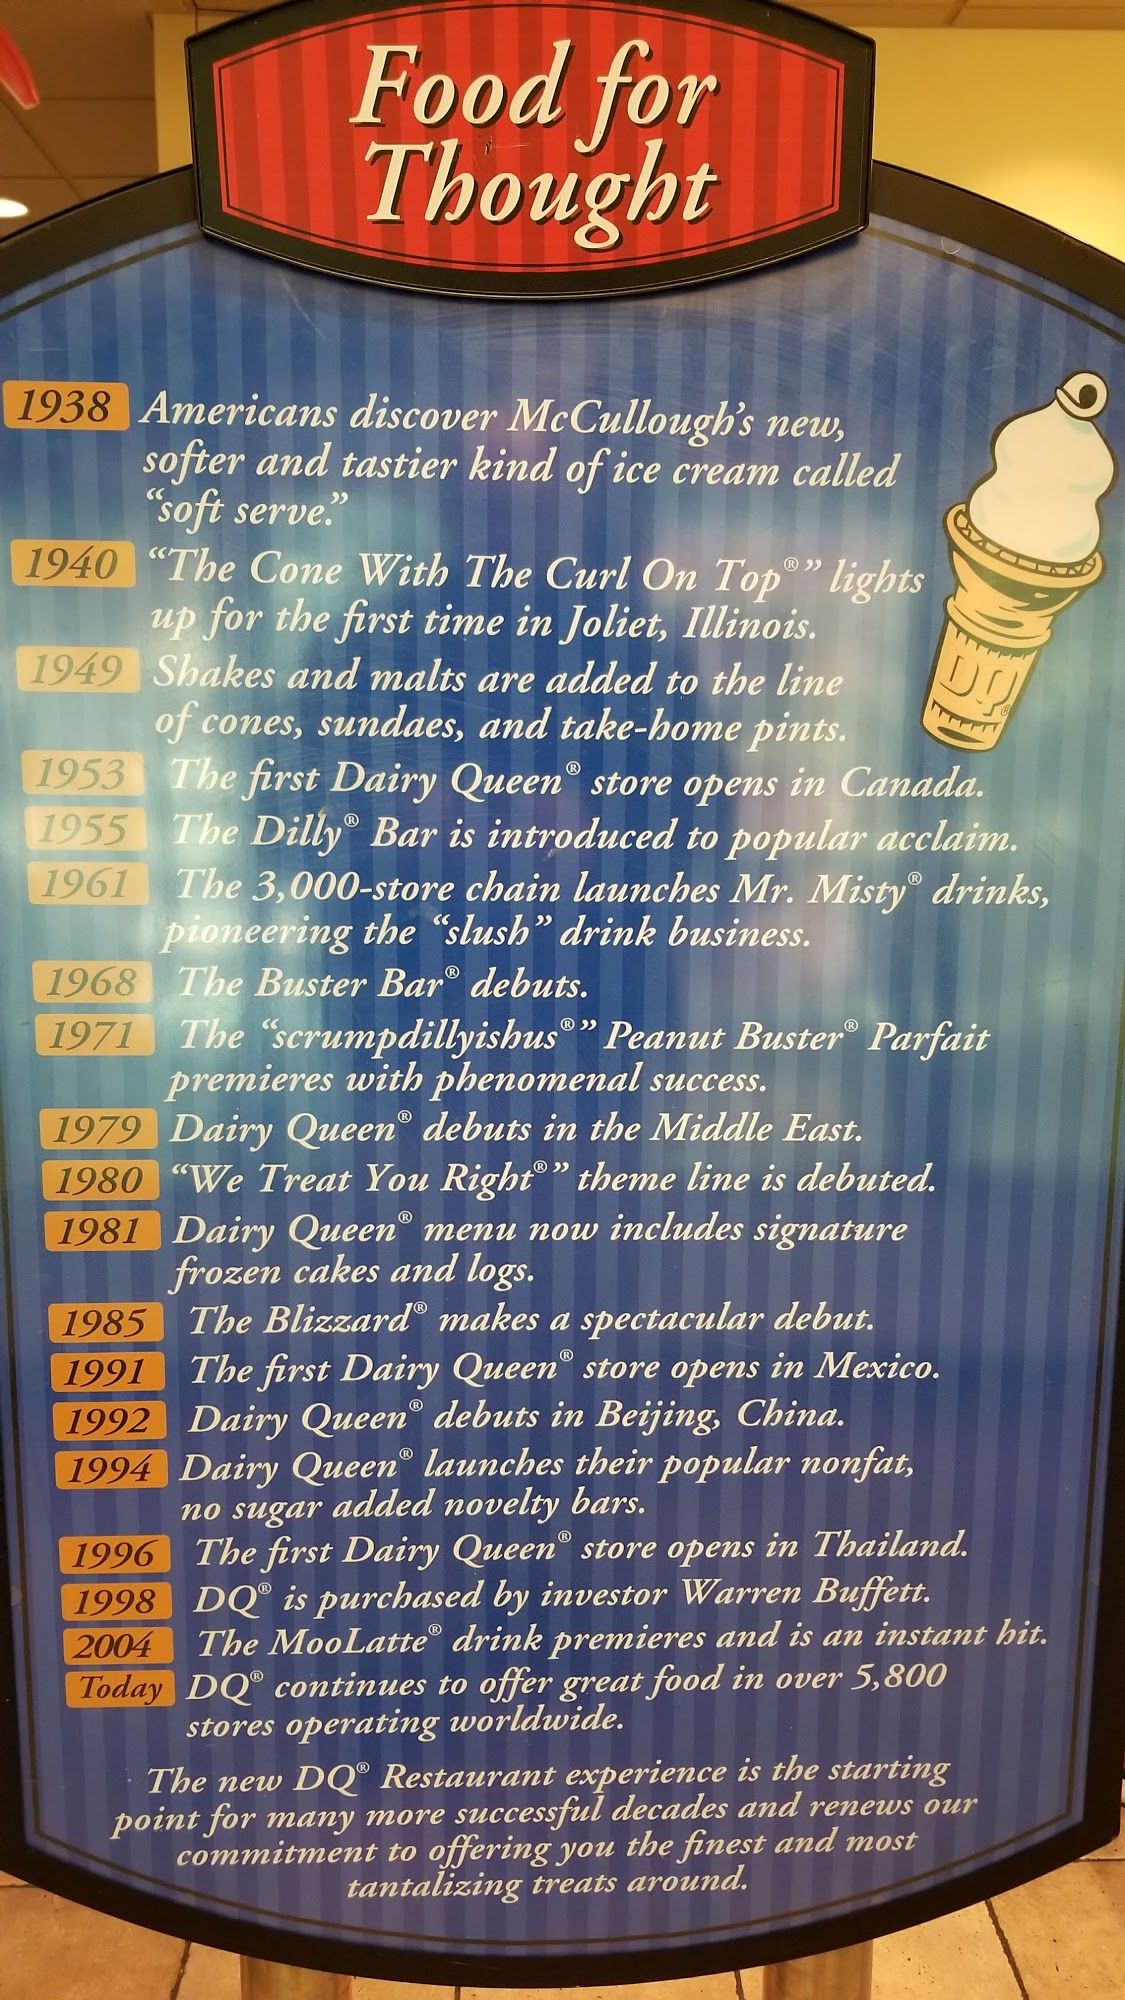 Food for
Thought
1938 Americans discover McCullough's new,
softer and tastier kind of ice cream called
“soft serve.”
1940 “The Cone With The Curl On Top®” lights
up for the first time in Joliet, Illinois.
1949 Shakes and malts are added to the line
of cones, sundaes, and take-home pints.
DQ®
1953 The first Dairy Queen® store opens in Canada.
1955 The Dilly® Bar is introduced to popular acclaim.
1961 The 3,000-store chain launches Mr. Misty® drinks,
pioneering the “slush” drink business.
1968 The Buster Bar® debuts.
1971 The “scrumpdillyishus®” Peanut Buster® Parfait
premieres with phenomenal success.
1979 Dairy Queen® debuts in the Middle East.
1980 “We Treat You Right®” theme line is debuted.
1981 Dairy Queen® menu now includes signature
frozen cakes and logs.
1985 The Blizzard® makes a spectacular debut.
1991 The first Dairy Queen® store opens in Mexico.
1992 Dairy Queen® debuts in Beijing, China.
1994 Dairy Queen® launches their popular nonfat,
no sugar added novelty bars.
1996 The first Dairy Queen® store opens in Thailand.
1998 DQ® is purchased by investor Warren Buffett.
2004 The MooLatte® drink premieres and is an instant hit.
Today DQ® continues to offer great food in over 5,800
stores operating worldwide.
The new DQ® Restaurant experience is the starting
point for many more successful decades and renews our
commitment to offering you the finest and most
tantalizing treats around.